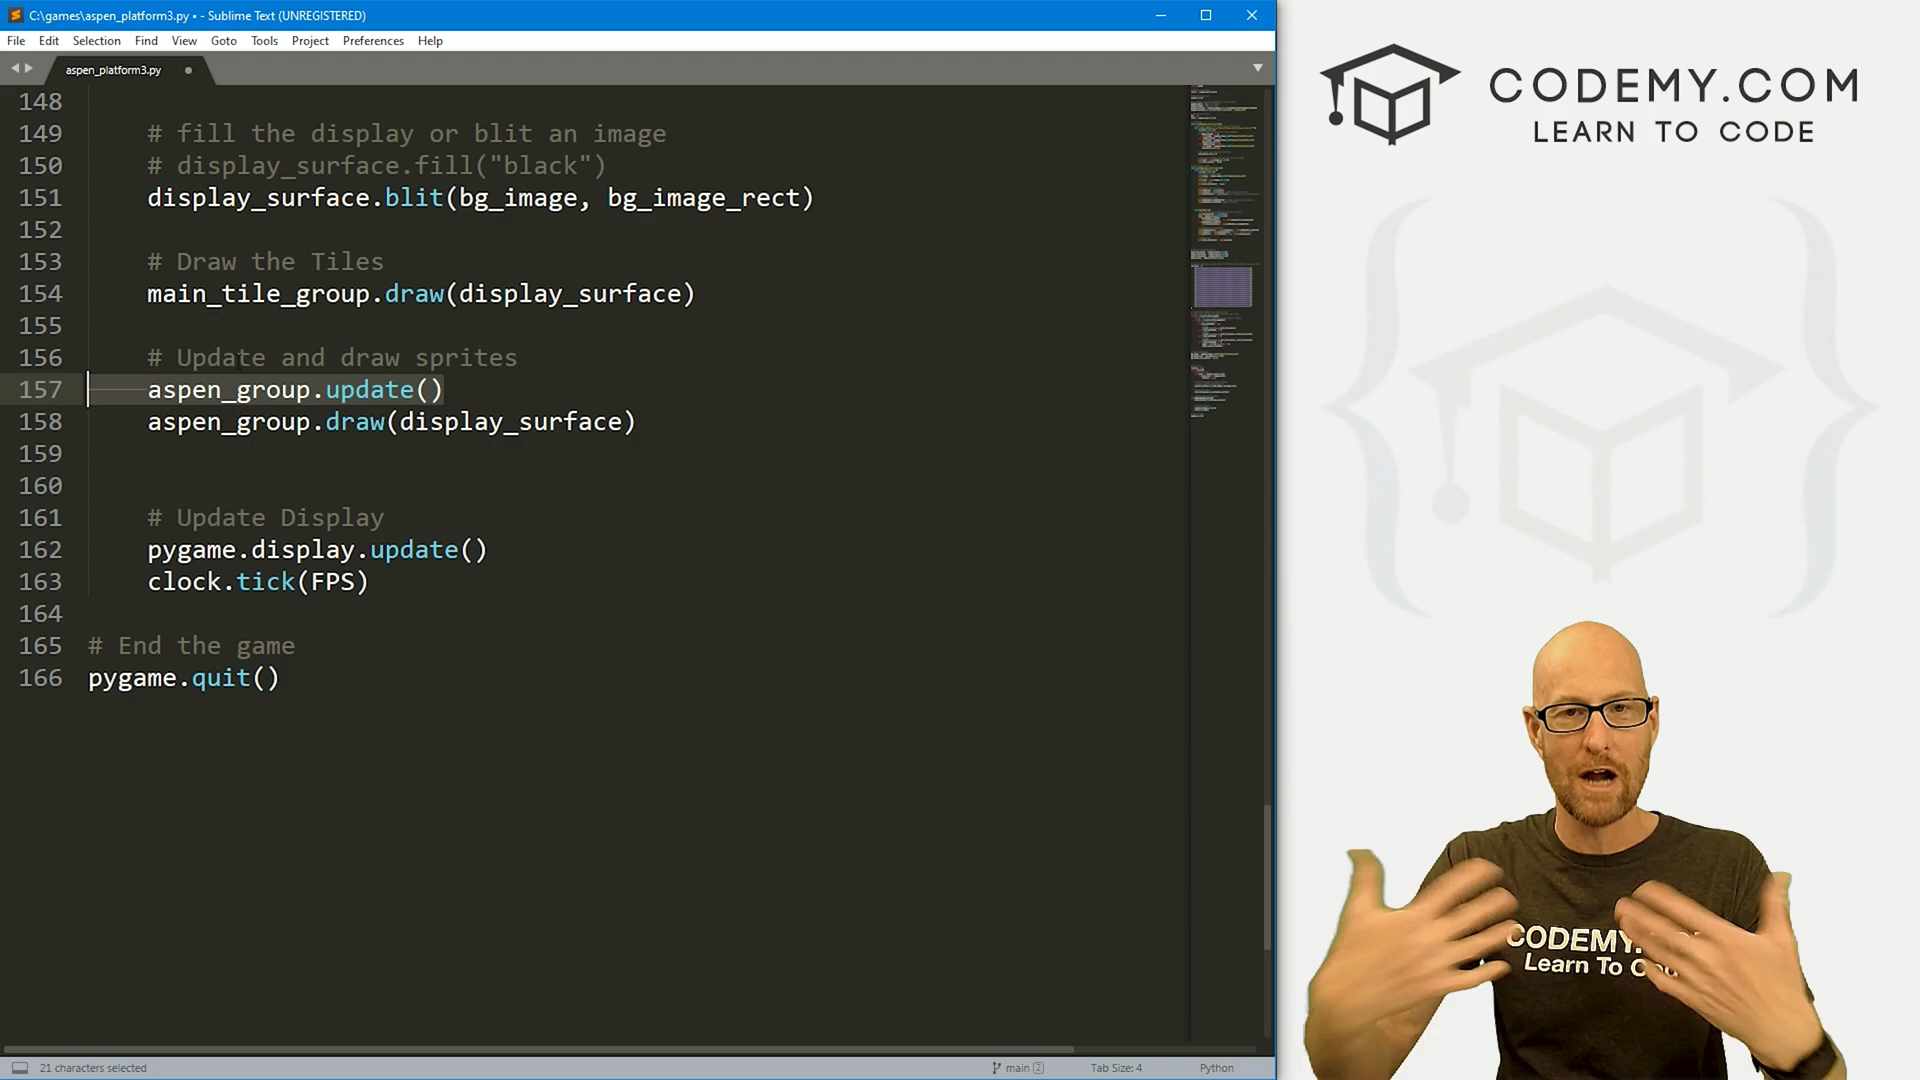 C:\games\aspen_platform3.py • - Sublime Text (UNREGISTERED)
File Edit Selection Find View Goto Tools Project Preferences Help
aspen_platform3.py
148
149 # fill the display or blit an image
150 # display_surface.fill("black")
151 display_surface.blit(bg_image, bg_image_rect)
152
153 # Draw the Tiles
154 main_tile_group.draw(display_surface)
155
156 # Update and draw sprites
157 aspen_group.update()
158 aspen_group.draw(display_surface)
159
160
161 # Update Display
162 pygame.display.update()
163 clock.tick(FPS)
164
165 # End the game
166 pygame.quit()
21 characters selected
main 2
Tab Size: 4
Python
CODEMY.COM
LEARN TO CODE
CODEMY.
Learn To